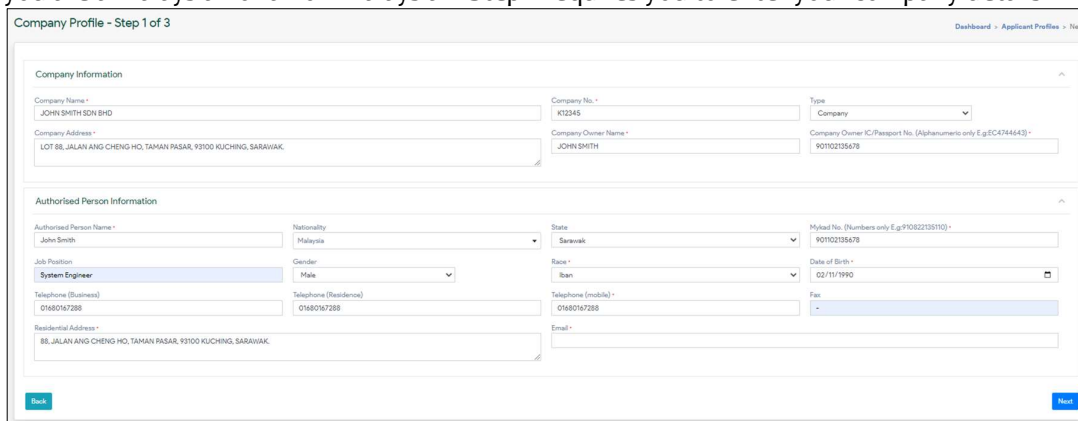 Company Profile - Step 1 of 3
Dashboard > Applicant Profiles >
Company Information
Company Name * Company No. * Type
JOHN SMITH SDN BHD K12345 Company
Company Address * Company Owner Name * Company Owner IC/Passport No. (Alphanumeric only E.g:EC4744643) *
LOT 88, JALAN ANG CHENG HO, TAMAN PASAR, 93100 KUCHING, SARAWAK. JOHN SMITH 901102135678
Authorised Person Information
Authorised Person Name * Nationality State Mykad No. (Numbers only E.g:910822135110) *
John Smith Malaysia Sarawak 901102135678
Job Position Gender Race * Date of Birth *
System Engineer Male Iban 02/11/1990
Telephone (Business) Telephone (Residence) Telephone (mobile) * Fax
01680167288 01680167288 01680167288 -
Residential Address * Email *
88, JALAN ANG CHENG HO, TAMAN PASAR, 93100 KUCHING, SARAWAK.
Back Next